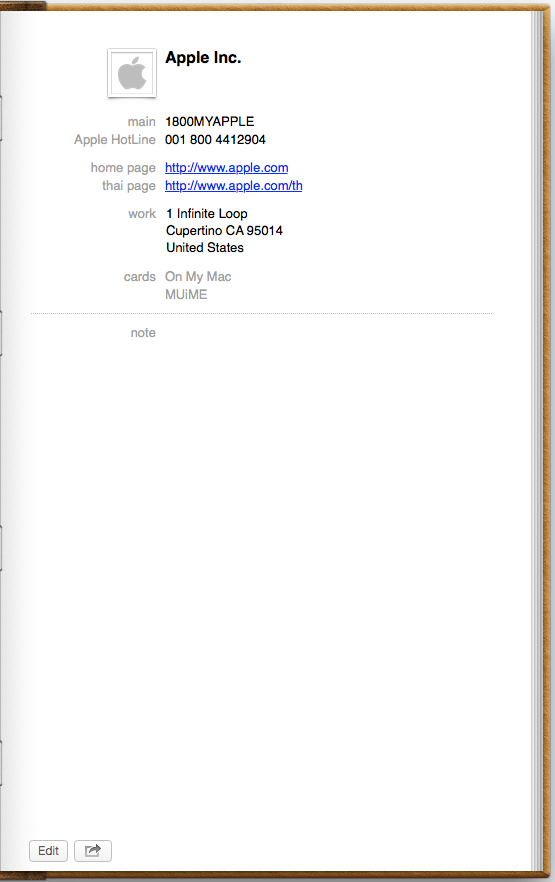 Apple Inc.
main 1800MYAPPLE
Apple HotLine 001 800 4412904
home page http://www.apple.com
thai page http://www.apple.com/th
work 1 Infinite Loop
Cupertino CA 95014
United States
cards On My Mac
MUiME
note
Edit